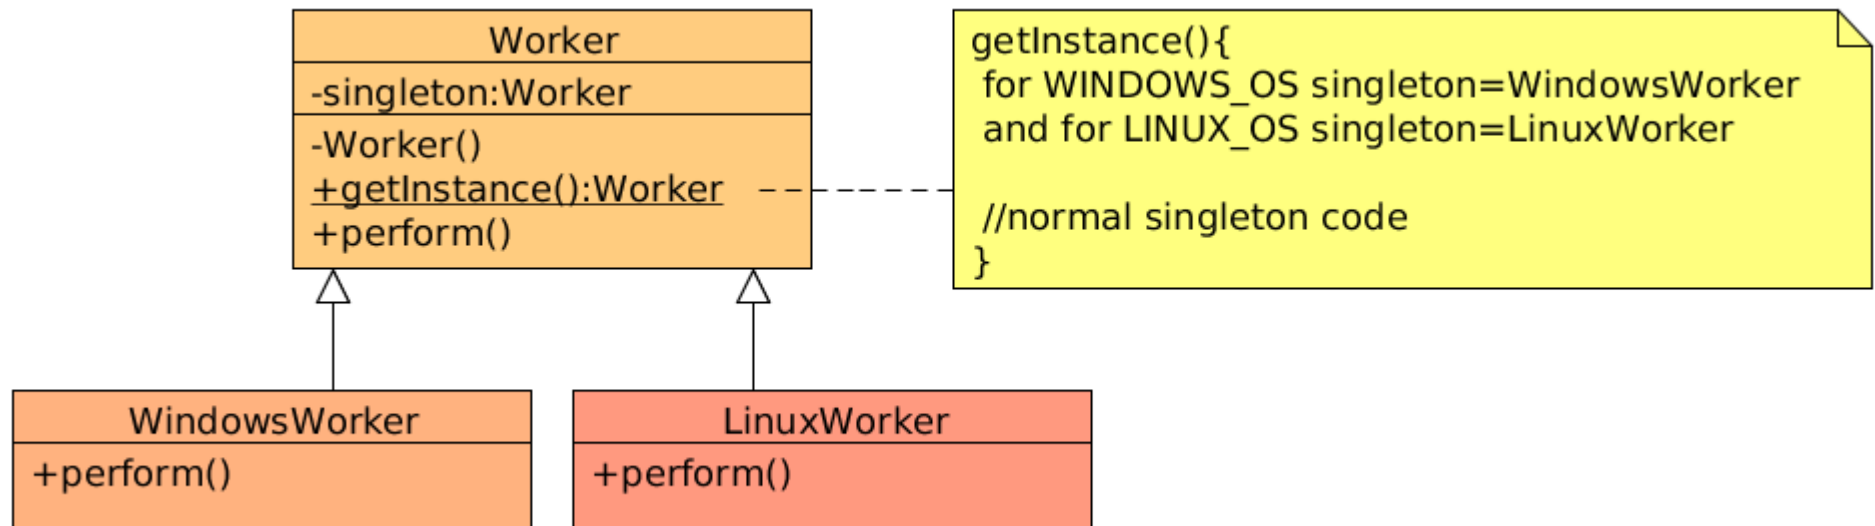 Worker
-singleton:Worker
-Worker()
+getInstance():Worker
+perform()
getInstance(){
for WINDOWS_OS singleton=WindowsWorker
and for LINUX_OS singleton=LinuxWorker
//normal singleton code
}
WindowsWorker
+perform()
LinuxWorker
+perform()